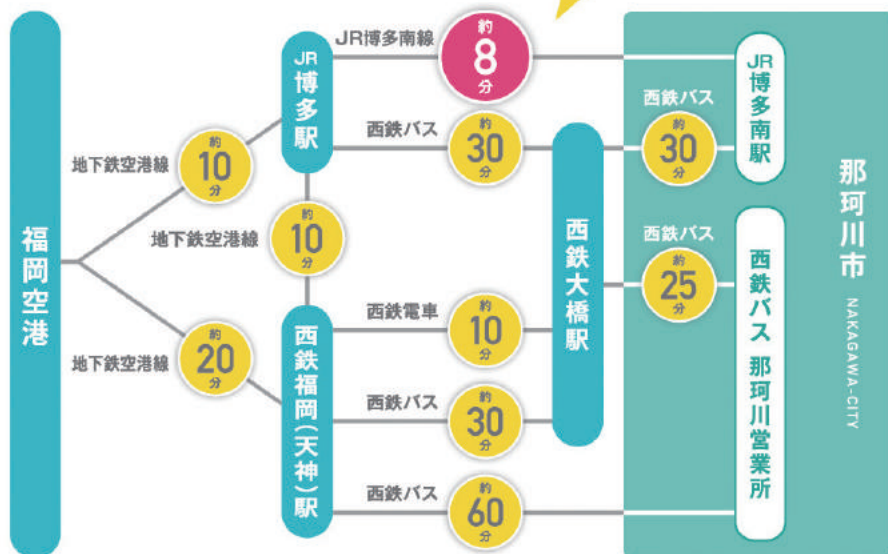 福岡空港
地下鉄空港線
約
10
分
地下鉄空港線
約
20
分
JR
博多駅
地下鉄空港線
約
10
分
西鉄福岡(天神)駅
JR博多南線
約
8
分
西鉄バス
約
30
分
西鉄電車
約
10
分
西鉄バス
約
30
分
西鉄バス
約
60
分
西鉄大橋駅
西鉄バス
約
30
分
西鉄バス
約
25
分
JR
博多南駅
西鉄バス 那珂川営業所
那珂川市 NAKAGAWA-CITY